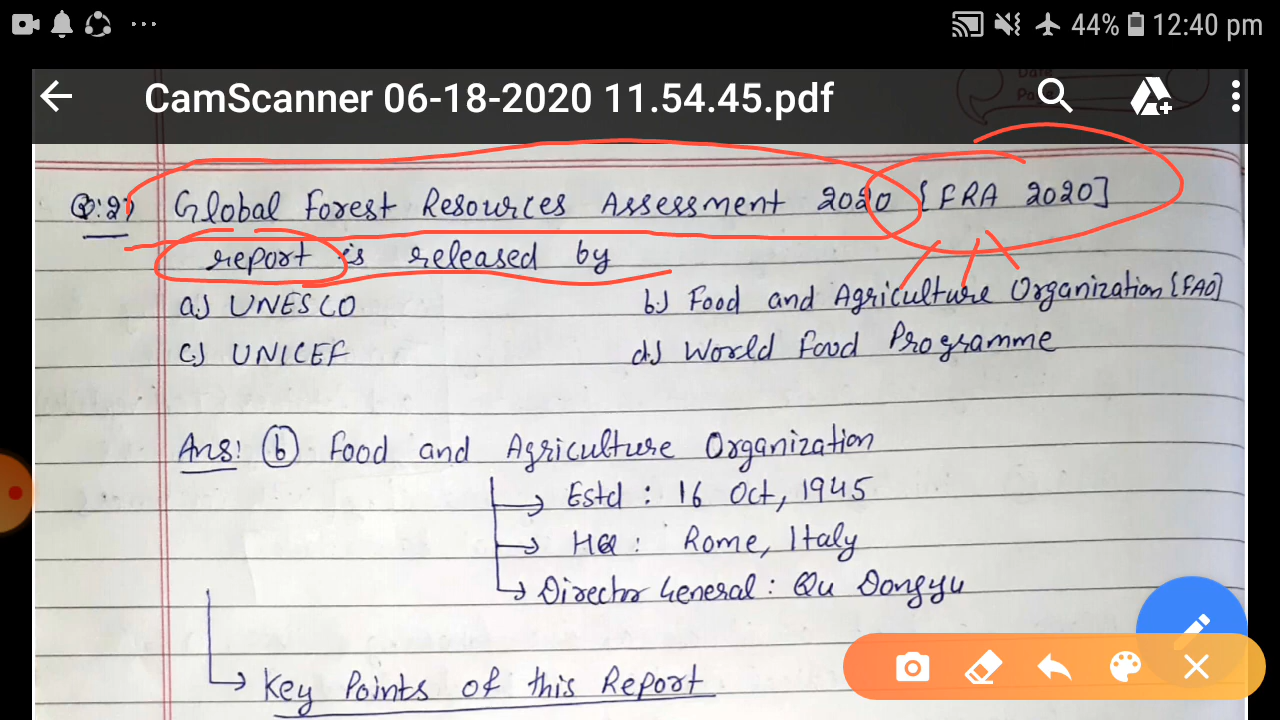 44% 12:40 pm
CamScanner 06-18-2020 11.54.45.pdf
Q:2) Global Forest Resources Assessment 2020 [FRA 2020]
report is released by
a.) UNESCO b.) Food and Agriculture Organization [FAO]
c.) UNICEF d.) World Food Programme
Ans: (b) Food and Agriculture Organization
→ Estd : 16 Oct, 1945
→ HQ : Rome, Italy
→ Director General : Qu Dongyu
→ Key Points of this Report